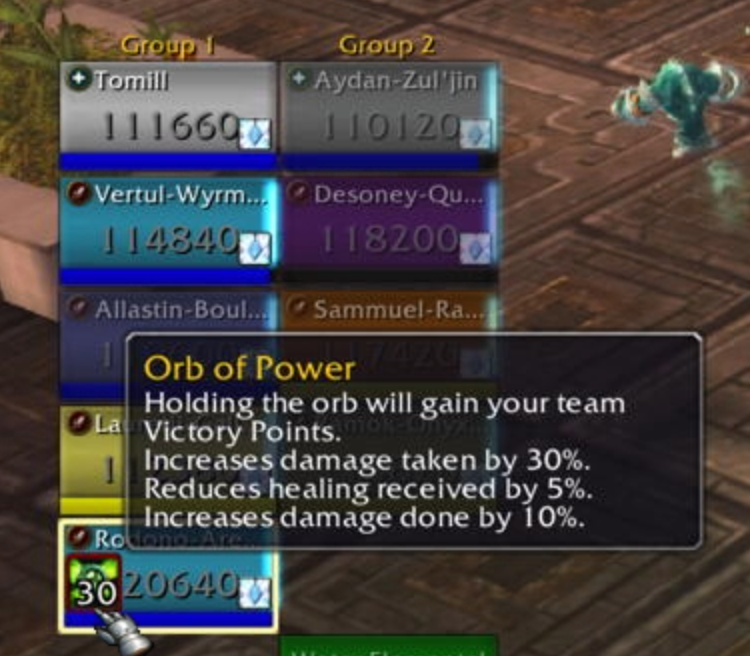 Group 1 Group 2
Tomill Aydan-Zul'jin
111660 110120
Vertul-Wyrm... Desoney-Qu...
114840 118200
Allastin-Boul... Sammuel-Ra...
Orb of Power
Holding the orb will gain your team
Victory Points.
Increases damage taken by 30%.
Reduces healing received by 5%.
Increases damage done by 10%.
30 20640